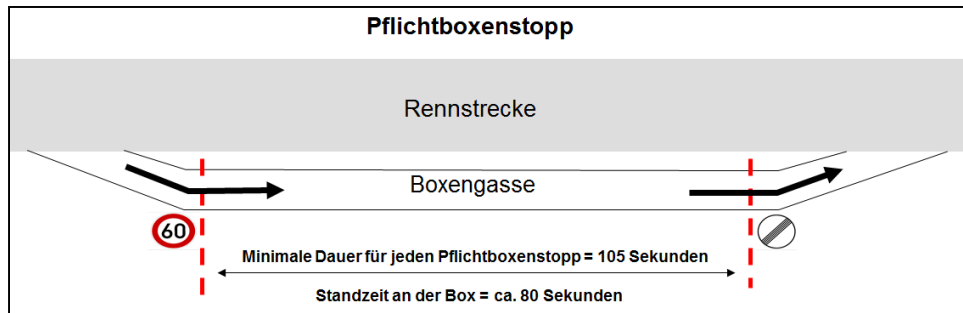 Pflichtboxenstopp
Rennstrecke
Boxengasse
60
Minimale Dauer für jeden Pflichtboxenstopp = 105 Sekunden
Standzeit an der Box = ca. 80 Sekunden